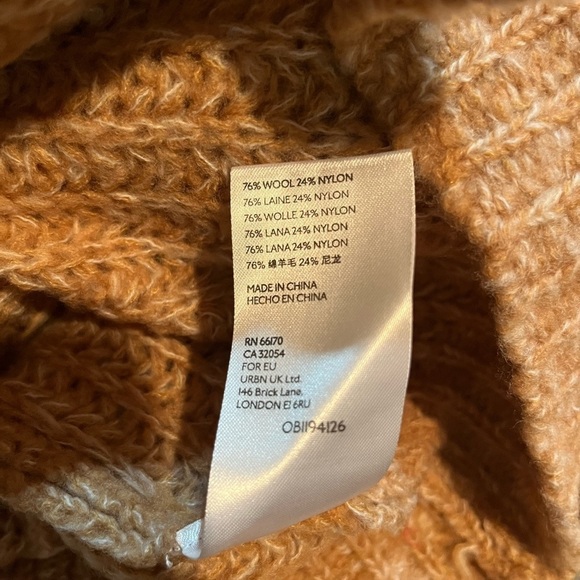 76% WOOL 24% NYLON
76% LAINE 24% NYLON
76% WOLLE 24% NYLON
76% LANA 24% NYLON
76% LANA 24% NYLON
76% 绵羊毛 24% 尼龙
MADE IN CHINA
HECHO EN CHINA
RN 66170
CA 32054
FOR EU
URBN UK Ltd.
146 Brick Lane,
LONDON E1 6RU
OB1194126